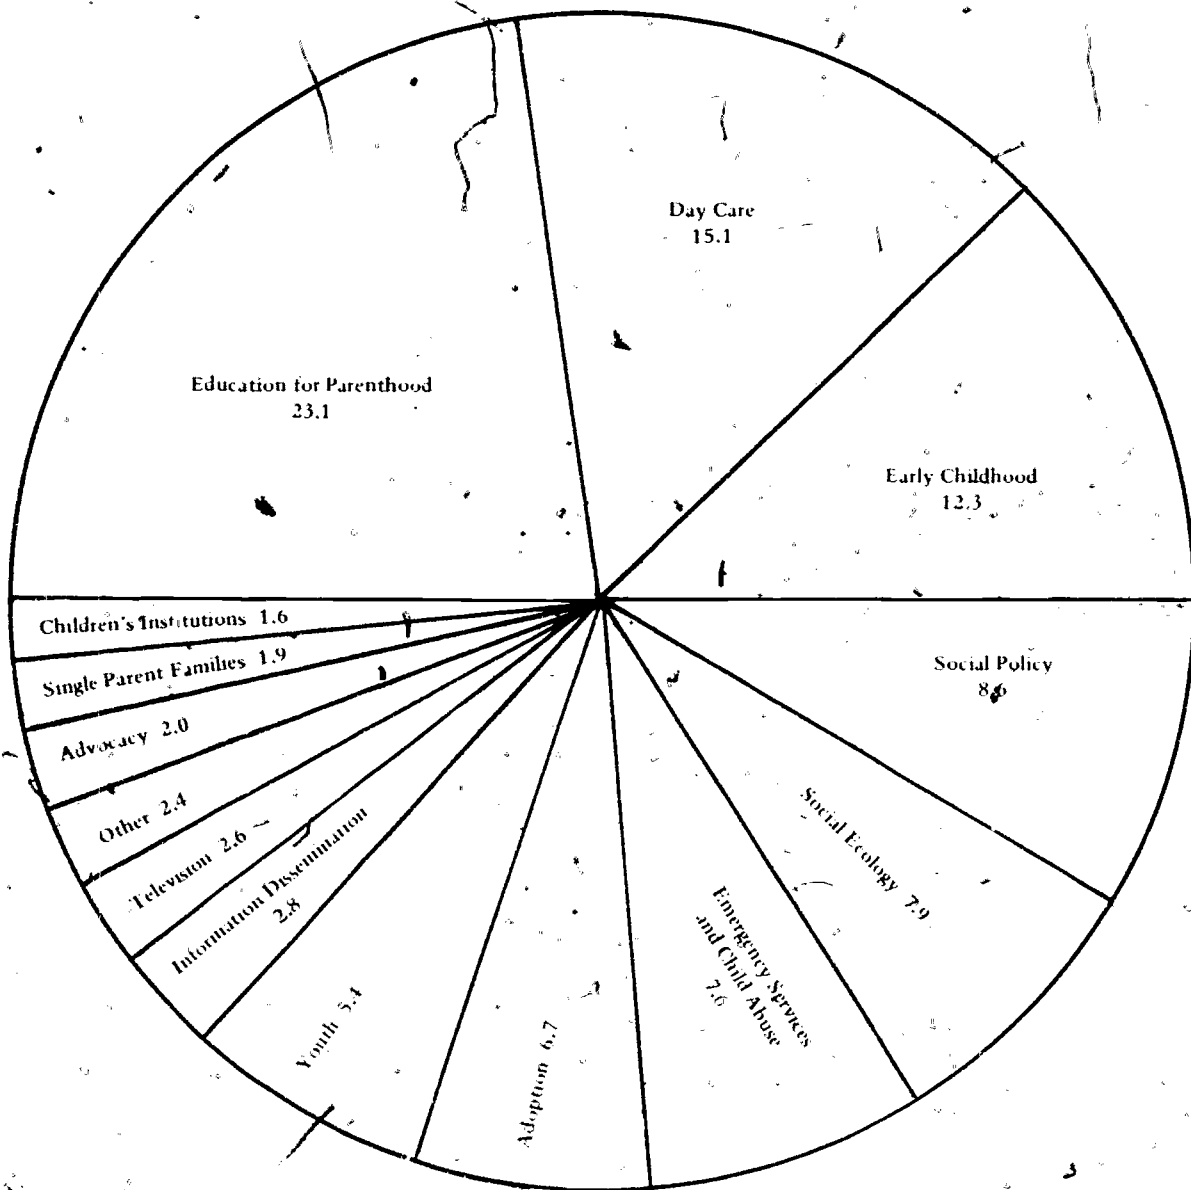 Day Care
15.1
Education for Parenthood
23.1
Early Childhood
12.3
Children's Institutions 1.6
Single Parent Families 1.9
Social Policy
8.6
Advocacy 2.0
Other 2.4
Television 2.6
Information Dissemination
2.8
Social Ecology 7.9
Emergency Services
and Child Abuse
7.6
Youth 5.4
Adoption 6.7